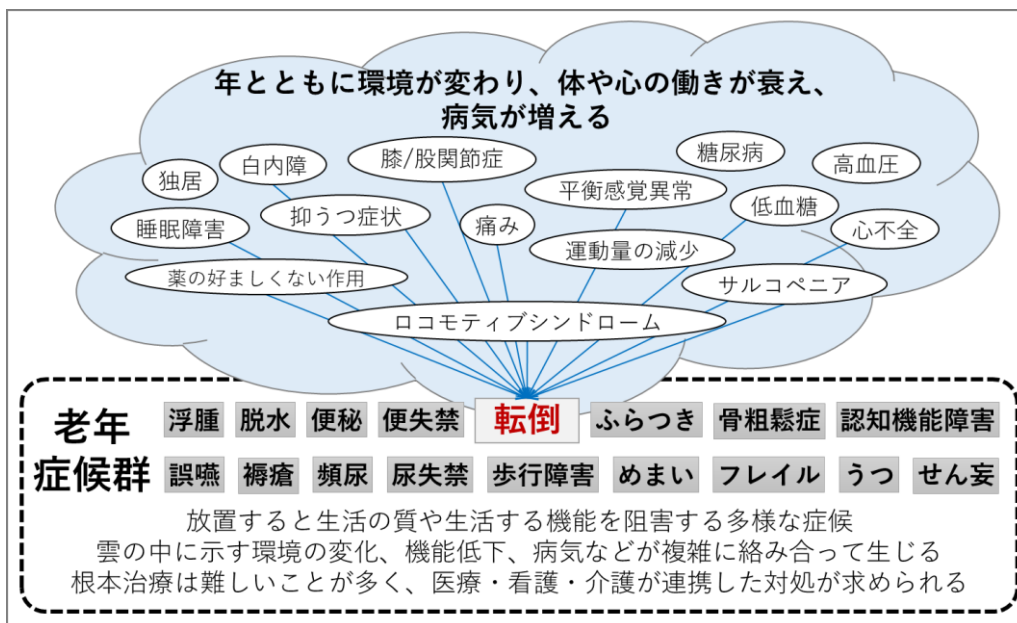 年とともに環境が変わり、体や心の働きが衰え、
病気が増える
独居
白内障
膝/股関節症
糖尿病
高血圧
睡眠障害
抑うつ症状
痛み
平衡感覚異常
低血糖
心不全
薬の好ましくない作用
運動量の減少
サルコペニア
ロコモティブシンドローム
老年
症候群
浮腫 脱水 便秘 便失禁 転倒 ふらつき 骨粗鬆症 認知機能障害
誤嚥 褥瘡 頻尿 尿失禁 歩行障害 めまい フレイル うつ せん妄
放置すると生活の質や生活する機能を阻害する多様な症候
雲の中に示す環境の変化、機能低下、病気などが複雑に絡み合って生じる
根本治療は難しいことが多く、医療・看護・介護が連携した対処が求められる